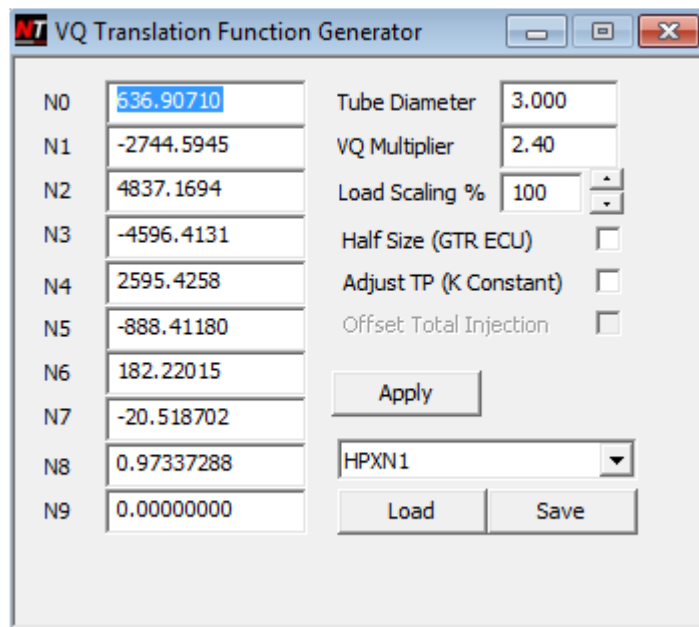 NT VQ Translation Function Generator
N0 636.90710 Tube Diameter 3.000
N1 -2744.5945 VQ Multiplier 2.40
N2 4837.1694 Load Scaling % 100
N3 -4596.4131 Half Size (GTR ECU)
N4 2595.4258 Adjust TP (K Constant)
N5 -888.41180 Offset Total Injection
N6 182.22015 Apply
N7 -20.518702
N8 0.97337288 HPXN1
N9 0.00000000 Load Save